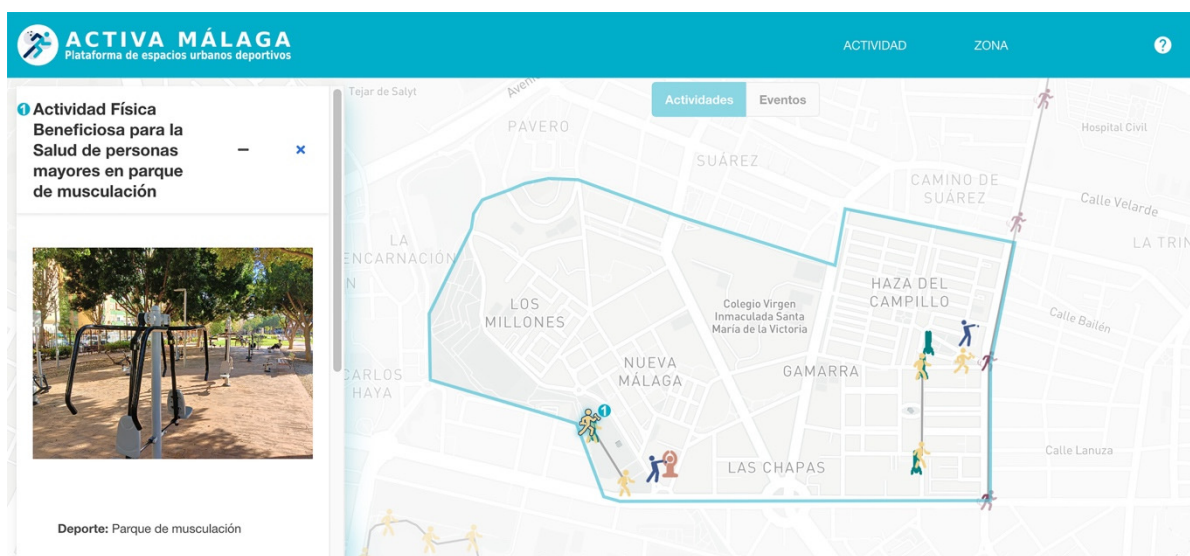 ACTIVA MÁLAGA
Plataforma de espacios urbanos deportivos
ACTIVIDAD
ZONA
?
1 Actividad Física
Beneficiosa para la
Salud de personas
mayores en parque
de musculación
– ×
Deporte: Parque de musculación
Actividades
Eventos
Tejar de Salyt
PAVERO
SUÁREZ
Hospital Civil
CAMINO DE
SUÁREZ
Calle Velarde
LA
ENCARNACIÓN
HAZA DEL
CAMPILLO
LOS
MILLONES
Colegio Virgen
Inmaculada Santa
María de la Victoria
Calle Bailén
NUEVA
MÁLAGA
GAMARRA
CARLOS
HAYA
1
LAS CHAPAS
Calle Lanuza